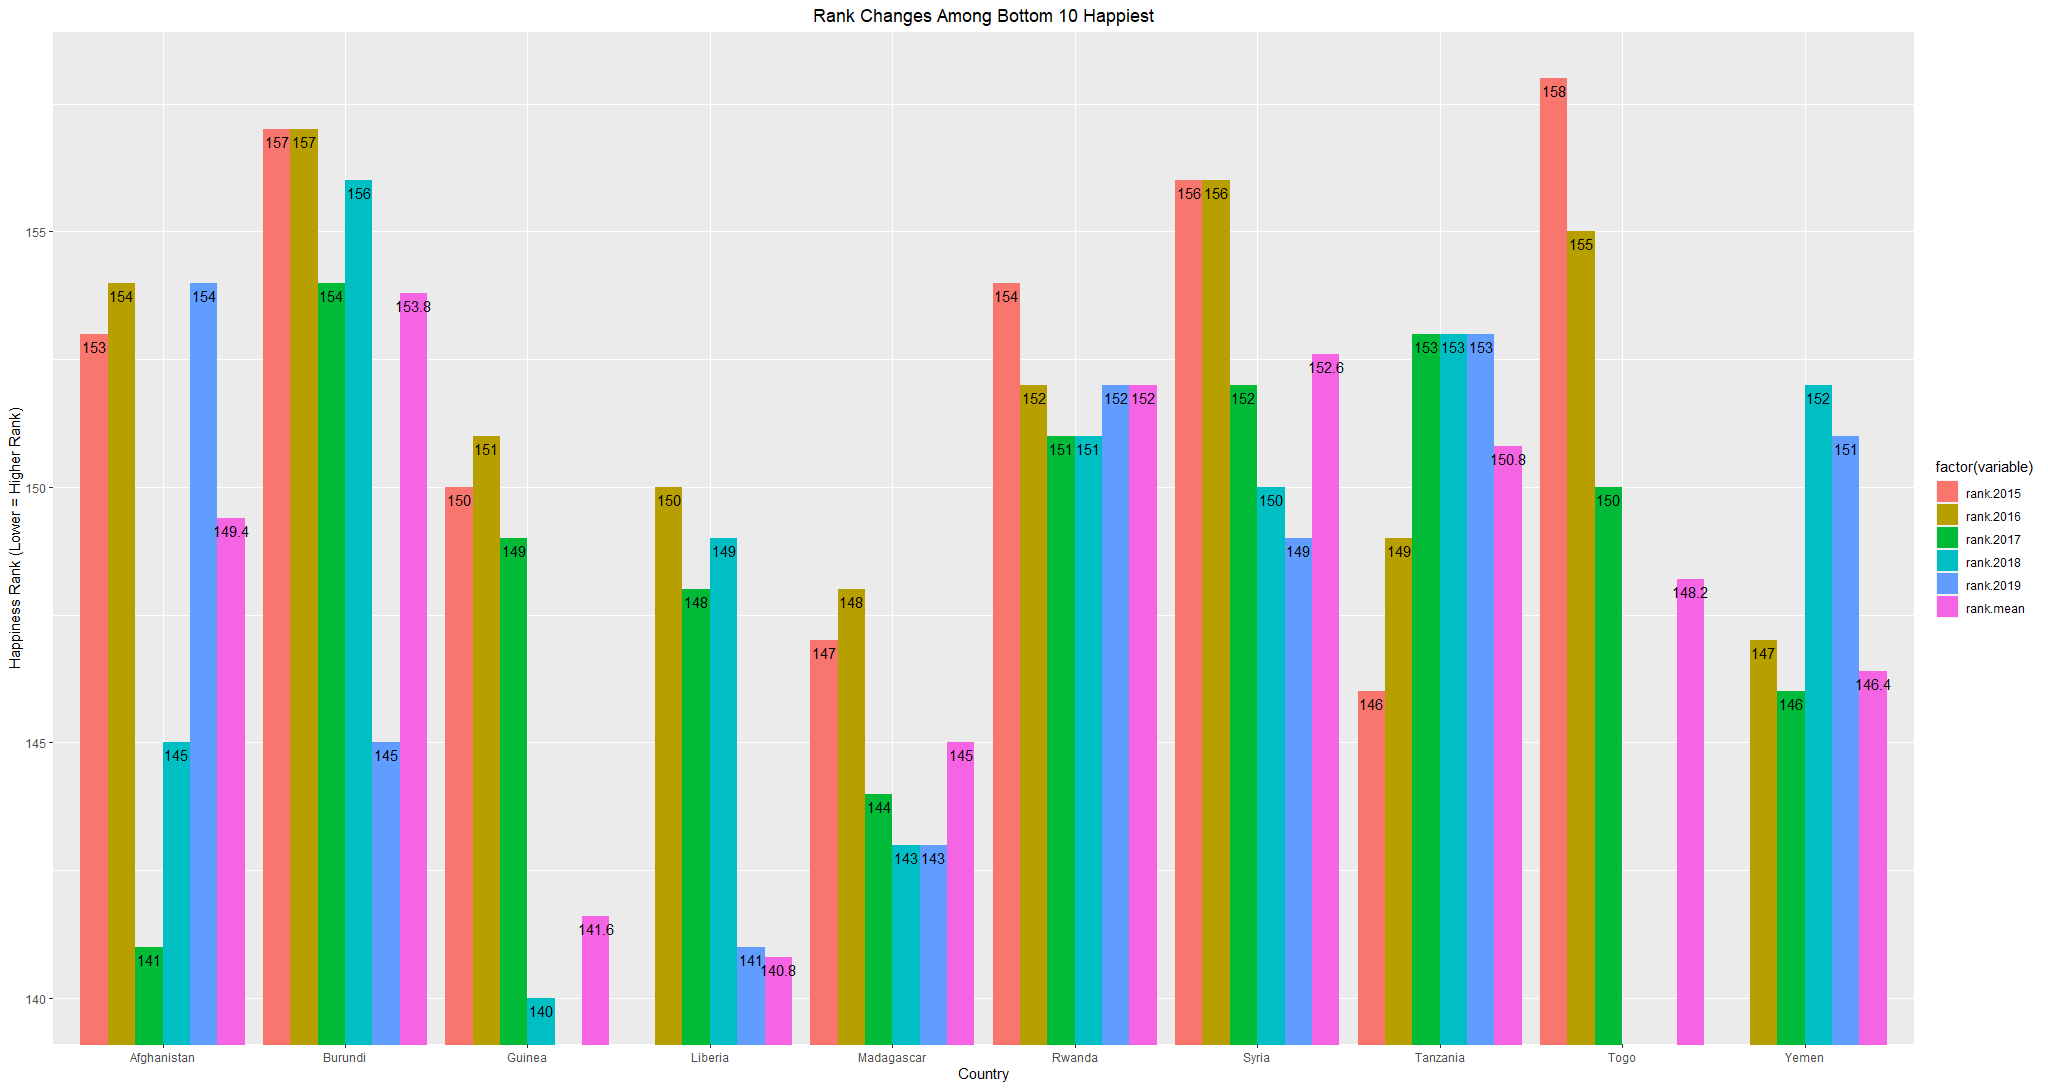 Rank Changes Among Bottom 10 Happiest
Happiness Rank (Lower = Higher Rank)
155
150
145
140
153 154 141 145 154 149.4
157 157 154 156 145 153.8
150 151 149 140 141.6
150 148 149 141 140.8
147 148 144 143 143 145
154 152 151 151 152 152
156 156 152 150 149 152.6
146 149 153 153 153 150.8
158 155 150 148.2
147 146 152 151 146.4
Afghanistan Burundi Guinea Liberia Madagascar Rwanda Syria Tanzania Togo Yemen
Country
factor(variable)
rank.2015
rank.2016
rank.2017
rank.2018
rank.2019
rank.mean